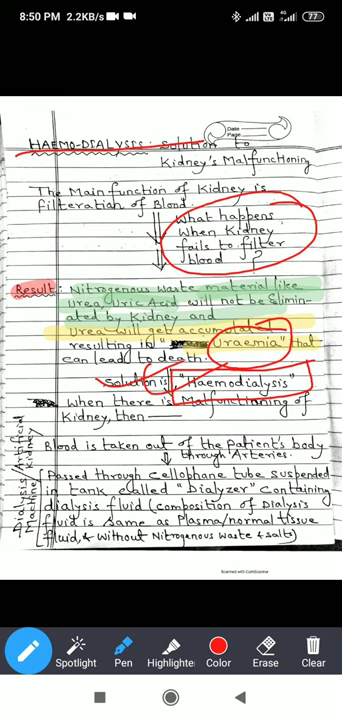 8:50 PM | 2.2KB/s
4G
77
Date
Page
HAEMO-DIALYSIS: Solution to
Kidney's Malfunctioning
The Main function of Kidney is
filteration of Blood.
What happens
When Kidney
fails to filter
blood ?
Result: Nitrogenous Waste material like
Urea, Uric Acid will not be Elimin-
ated by Kidney and
Urea will get accumulated
resulting in " Uraemia" that
can lead to death.
Solution is "Haemodialysis"
When there is Malfunctioning of
Kidney, then
Dialysis/Artificial Kidney
Machine
Blood is taken out of the patient's body
through Arteries.
Passed through cellophane tube suspended
in tank called "Dialyzer" containing
dialysis fluid (composition of Dialysis
fluid is same as Plasma/normal tissue
fluid, & without Nitrogenous Waste & salts)
Scanned with CamScanner
Spotlight
Pen
Highlighter
Color
Erase
Clear